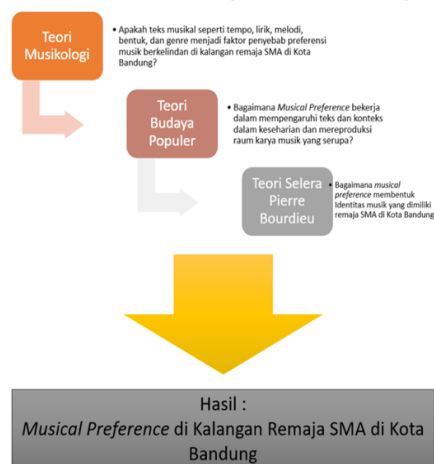 Teori
Musikologi
• Apakah teks musikal seperti tempo, lirik, melodi,
bentuk, dan genre menjadi faktor penyebab preferensi
musik berkelindan di kalangan remaja SMA di Kota
Bandung?
Teori
Budaya
Populer
• Bagaimana Musical Preference bekerja
dalam mempengaruhi teks dan konteks
dalam keseharian dan mereproduksi
raum karya musik yang serupa?
Teori Selera
Pierre
Bourdieu
• Bagaimana musical
preference membentuk
Identitas musik yang dimiliki
remaja SMA di Kota Bandung
Hasil :
Musical Preference di Kalangan Remaja SMA di Kota
Bandung